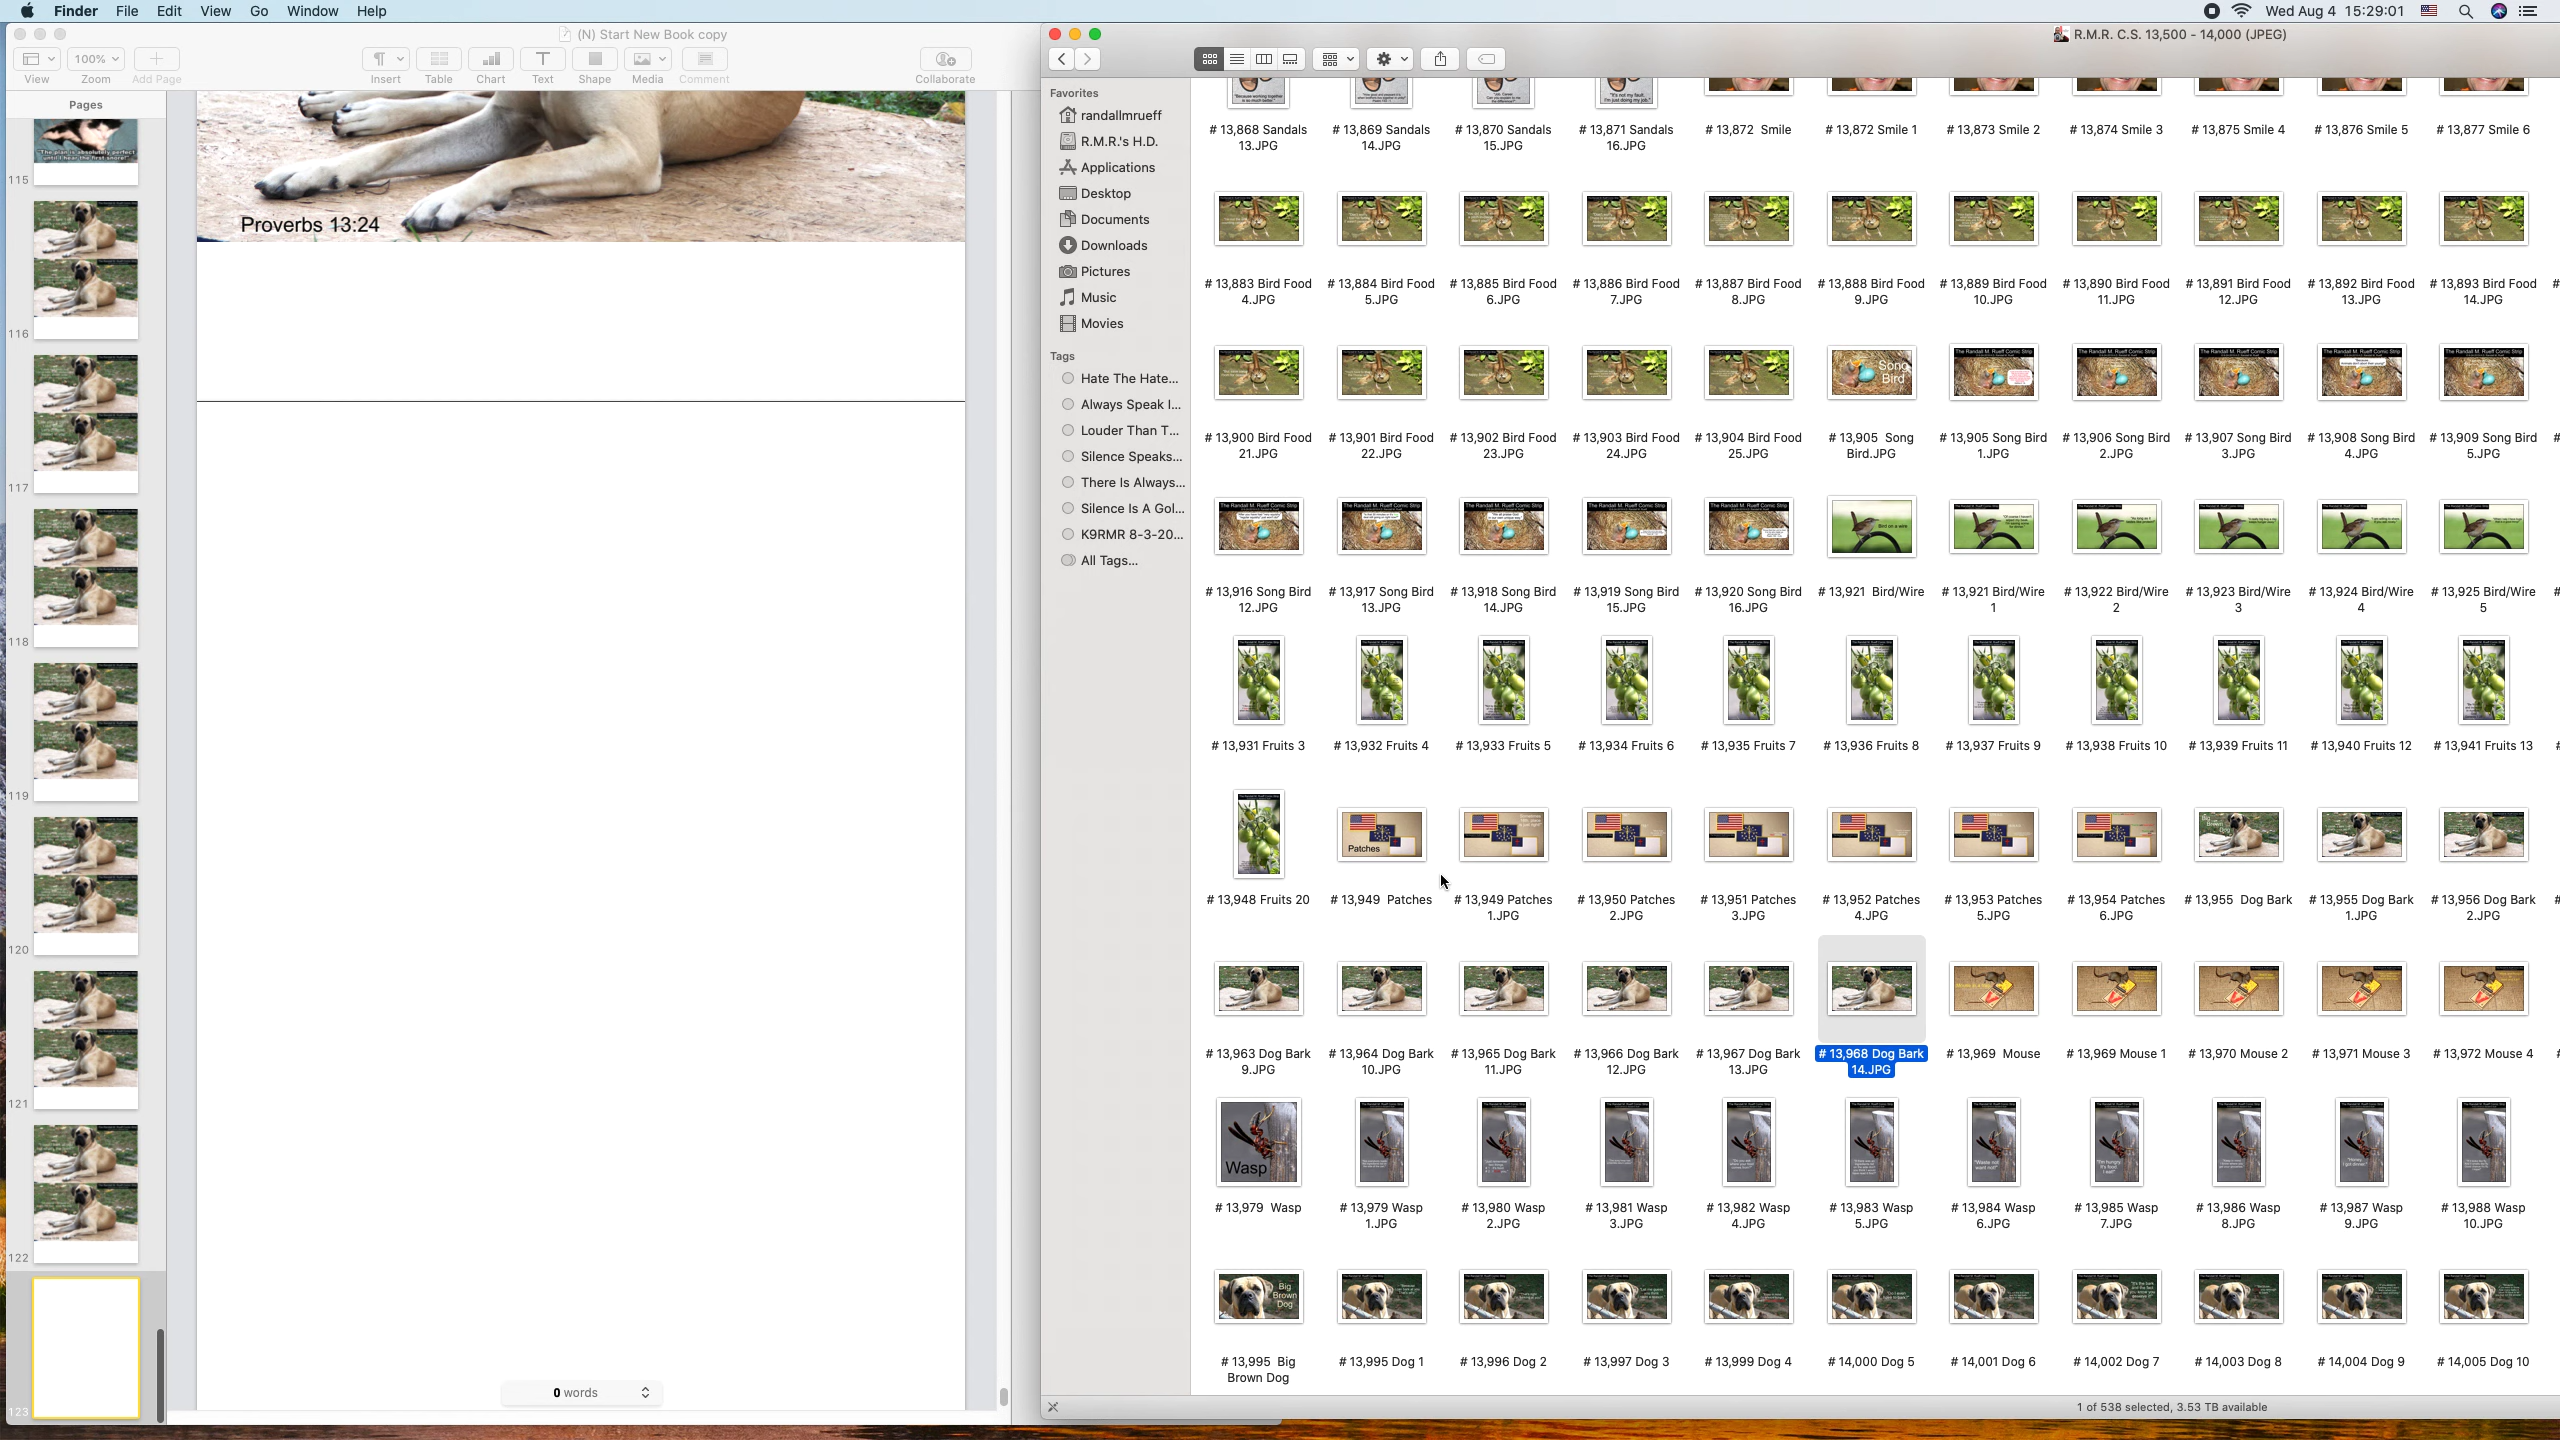 Finder File Edit View Go Window Help
Wed Aug 4 15:29:01
(N) Start New Book copy
100%
View Zoom Add Page Insert Table Chart Text Shape Media Comment Collaborate
Pages
"The plan is absolutely perfect
until I hear the first snore!"
115
116
117
118
119
120
121
122
123
Proverbs 13:24
0 words
R.M.R. C.S. 13,500 - 14,000 (JPEG)
Favorites
randallmrueff
R.M.R.'s H.D.
Applications
Desktop
Documents
Downloads
Pictures
Music
Movies
Tags
Hate The Hate...
Always Speak I...
Louder Than T...
Silence Speaks...
There Is Always...
Silence Is A Gol...
K9RMR 8-3-20...
All Tags...
# 13,868 Sandals 13.JPG
# 13,869 Sandals 14.JPG
# 13,870 Sandals 15.JPG
# 13,871 Sandals 16.JPG
# 13,872 Smile
# 13,872 Smile 1
# 13,873 Smile 2
# 13,874 Smile 3
# 13,875 Smile 4
# 13,876 Smile 5
# 13,877 Smile 6
# 13,883 Bird Food 4.JPG
# 13,884 Bird Food 5.JPG
# 13,885 Bird Food 6.JPG
# 13,886 Bird Food 7.JPG
# 13,887 Bird Food 8.JPG
# 13,888 Bird Food 9.JPG
# 13,889 Bird Food 10.JPG
# 13,890 Bird Food 11.JPG
# 13,891 Bird Food 12.JPG
# 13,892 Bird Food 13.JPG
# 13,893 Bird Food 14.JPG
Song Bird
# 13,900 Bird Food 21.JPG
# 13,901 Bird Food 22.JPG
# 13,902 Bird Food 23.JPG
# 13,903 Bird Food 24.JPG
# 13,904 Bird Food 25.JPG
# 13,905 Song Bird.JPG
# 13,905 Song Bird 1.JPG
# 13,906 Song Bird 2.JPG
# 13,907 Song Bird 3.JPG
# 13,908 Song Bird 4.JPG
# 13,909 Song Bird 5.JPG
Bird on a wire
# 13,916 Song Bird 12.JPG
# 13,917 Song Bird 13.JPG
# 13,918 Song Bird 14.JPG
# 13,919 Song Bird 15.JPG
# 13,920 Song Bird 16.JPG
# 13,921 Bird/Wire
# 13,921 Bird/Wire 1
# 13,922 Bird/Wire 2
# 13,923 Bird/Wire 3
# 13,924 Bird/Wire 4
# 13,925 Bird/Wire 5
# 13,931 Fruits 3
# 13,932 Fruits 4
# 13,933 Fruits 5
# 13,934 Fruits 6
# 13,935 Fruits 7
# 13,936 Fruits 8
# 13,937 Fruits 9
# 13,938 Fruits 10
# 13,939 Fruits 11
# 13,940 Fruits 12
# 13,941 Fruits 13
Patches
Big Brown Dog
# 13,948 Fruits 20
# 13,949 Patches
# 13,949 Patches 1.JPG
# 13,950 Patches 2.JPG
# 13,951 Patches 3.JPG
# 13,952 Patches 4.JPG
# 13,953 Patches 5.JPG
# 13,954 Patches 6.JPG
# 13,955 Dog Bark
# 13,955 Dog Bark 1.JPG
# 13,956 Dog Bark 2.JPG
# 13,963 Dog Bark 9.JPG
# 13,964 Dog Bark 10.JPG
# 13,965 Dog Bark 11.JPG
# 13,966 Dog Bark 12.JPG
# 13,967 Dog Bark 13.JPG
# 13,968 Dog Bark 14.JPG
# 13,969 Mouse
# 13,969 Mouse 1
# 13,970 Mouse 2
# 13,971 Mouse 3
# 13,972 Mouse 4
Wasp
# 13,979 Wasp
# 13,979 Wasp 1.JPG
# 13,980 Wasp 2.JPG
# 13,981 Wasp 3.JPG
# 13,982 Wasp 4.JPG
# 13,983 Wasp 5.JPG
# 13,984 Wasp 6.JPG
# 13,985 Wasp 7.JPG
# 13,986 Wasp 8.JPG
# 13,987 Wasp 9.JPG
# 13,988 Wasp 10.JPG
Big Brown Dog
# 13,995 Big Brown Dog
# 13,995 Dog 1
# 13,996 Dog 2
# 13,997 Dog 3
# 13,999 Dog 4
# 14,000 Dog 5
# 14,001 Dog 6
# 14,002 Dog 7
# 14,003 Dog 8
# 14,004 Dog 9
# 14,005 Dog 10
1 of 538 selected, 3.53 TB available